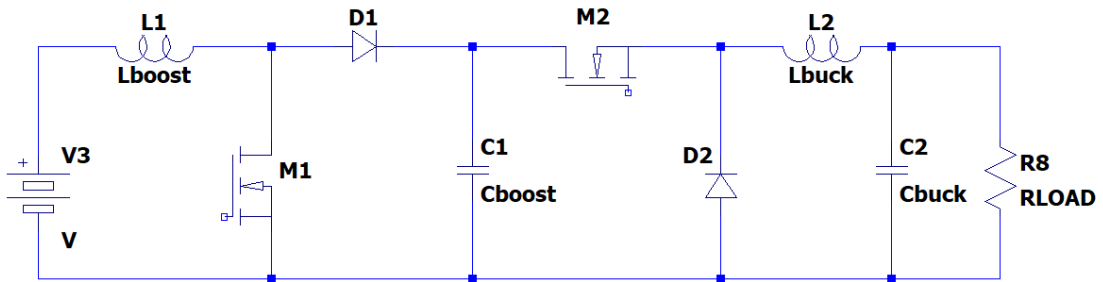 L1
Lboost
D1
M2
L2
Lbuck
+
V3
V
M1
C1
Cboost
D2
C2
Cbuck
R8
RLOAD